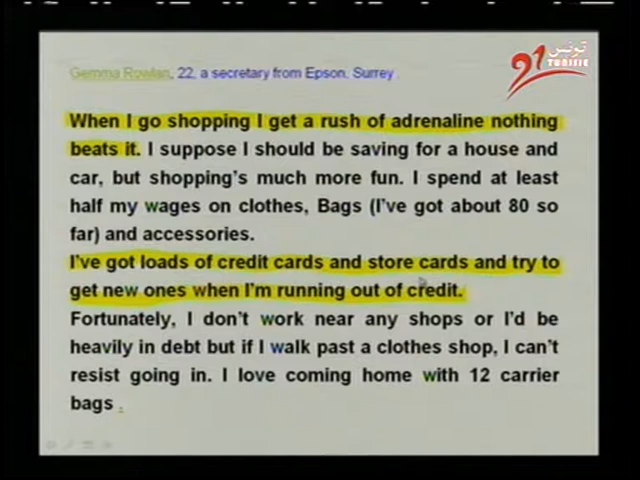 تونس
21
TUNISIE
Gemma Rowlan, 22, a secretary from Epson, Surrey.
When I go shopping I get a rush of adrenaline nothing
beats it. I suppose I should be saving for a house and
car, but shopping's much more fun. I spend at least
half my wages on clothes, Bags (I've got about 80 so
far) and accessories.
I've got loads of credit cards and store cards and try to
get new ones when I'm running out of credit.
Fortunately, I don't work near any shops or I'd be
heavily in debt but if I walk past a clothes shop, I can't
resist going in. I love coming home with 12 carrier
bags .